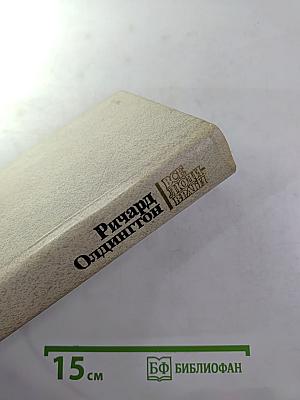 Ричард
Олдингтон
ВСЕ
ЛЮДИ-
ВРАГИ
15 см
БФ БИБЛИОФАН